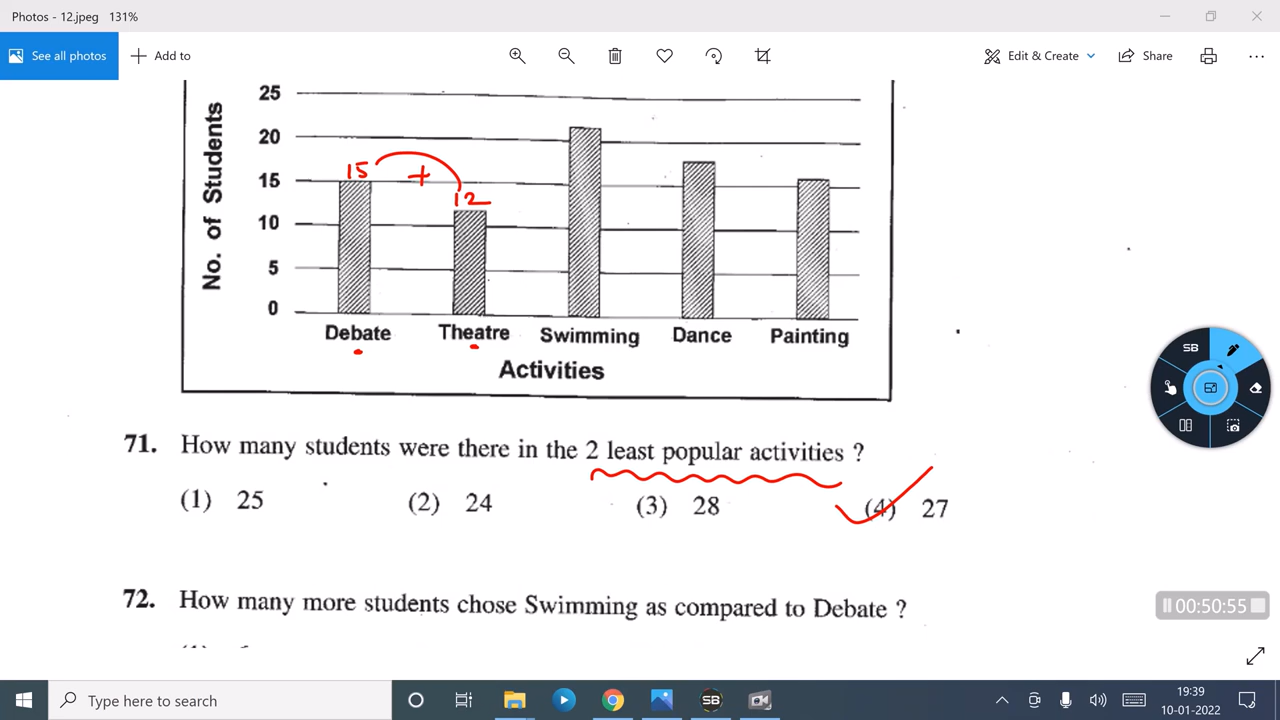 Photos - 12.jpeg 131%
See all photos
Add to
Edit & Create
Share
25
20
15
10
5
0
No. of Students
15 + 12
Debate Theatre Swimming Dance Painting
Activities
SB
71. How many students were there in the 2 least popular activities ?
(1) 25 (2) 24 (3) 28 (4) 27
72. How many more students chose Swimming as compared to Debate ?
00:50:55
Type here to search
SB
19:39
10-01-2022